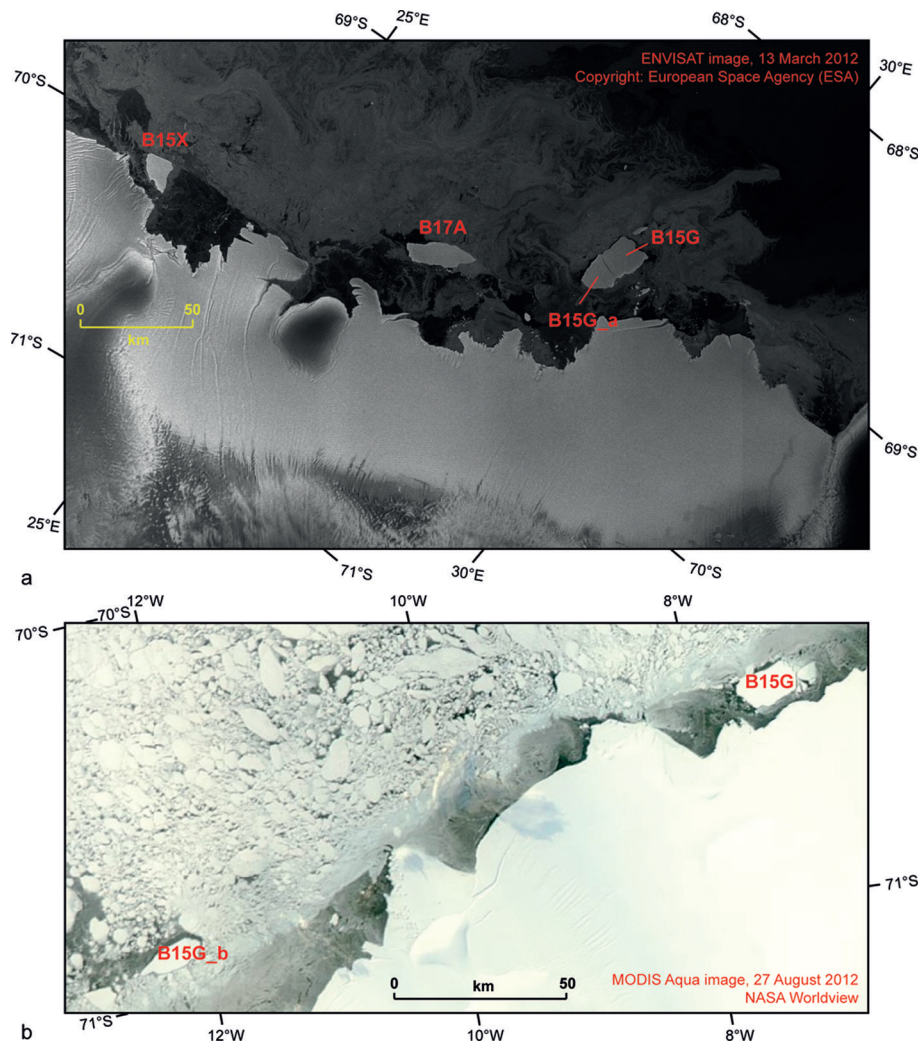 69°S
25°E
68°S
70°S
ENVISAT image, 13 March 2012
Copyright: European Space Agency (ESA)
30°E
68°S
B15X
B17A
B15G
B15G_a
0
50
km
71°S
69°S
25°E
71°S
30°E
70°S
a
12°W
10°W
8°W
70°S
70°S
B15G
71°S
B15G_b
0
km
50
MODIS Aqua image, 27 August 2012
NASA Worldview
71°S
b
12°W
10°W
8°W